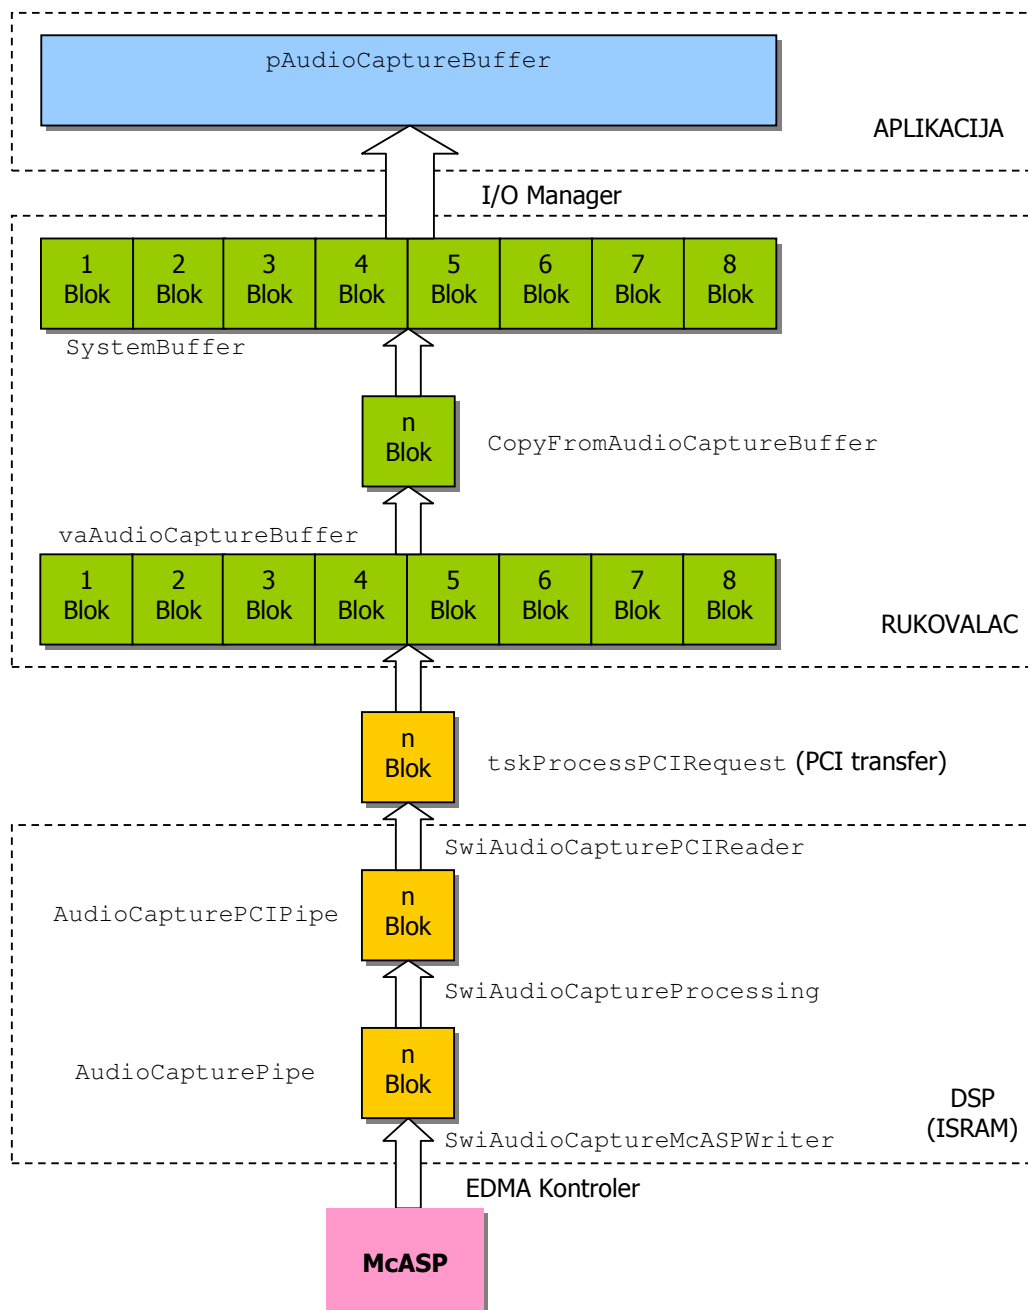 pAudioCaptureBuffer
APLIKACIJA
I/O Manager
1 2 3 4 5 6 7 8
Blok Blok Blok Blok Blok Blok Blok Blok
SystemBuffer
n
Blok
CopyFromAudioCaptureBuffer
vaAudioCaptureBuffer
1 2 3 4 5 6 7 8
Blok Blok Blok Blok Blok Blok Blok Blok
RUKOVALAC
n
Blok
tskProcessPCIRequest (PCI transfer)
SwiAudioCapturePCIReader
AudioCapturePCIPipe
n
Blok
SwiAudioCaptureProcessing
AudioCapturePipe
n
Blok
DSP
(ISRAM)
SwiAudioCaptureMcASPWriter
EDMA Kontroler
McASP